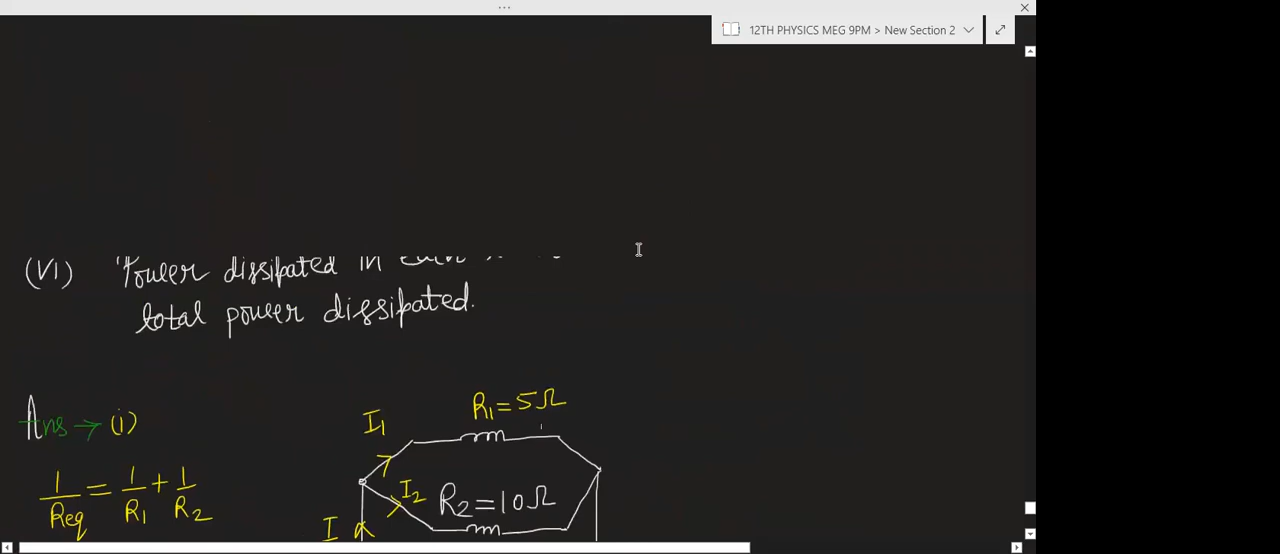 12TH PHYSICS MEG 9PM > New Section 2
(VI) Power dissipated in each
total power dissipated.
Ans → (i)
I1
R1 = 5Ω
1/Req = 1/R1 + 1/R2
I2
R2 = 10Ω
I